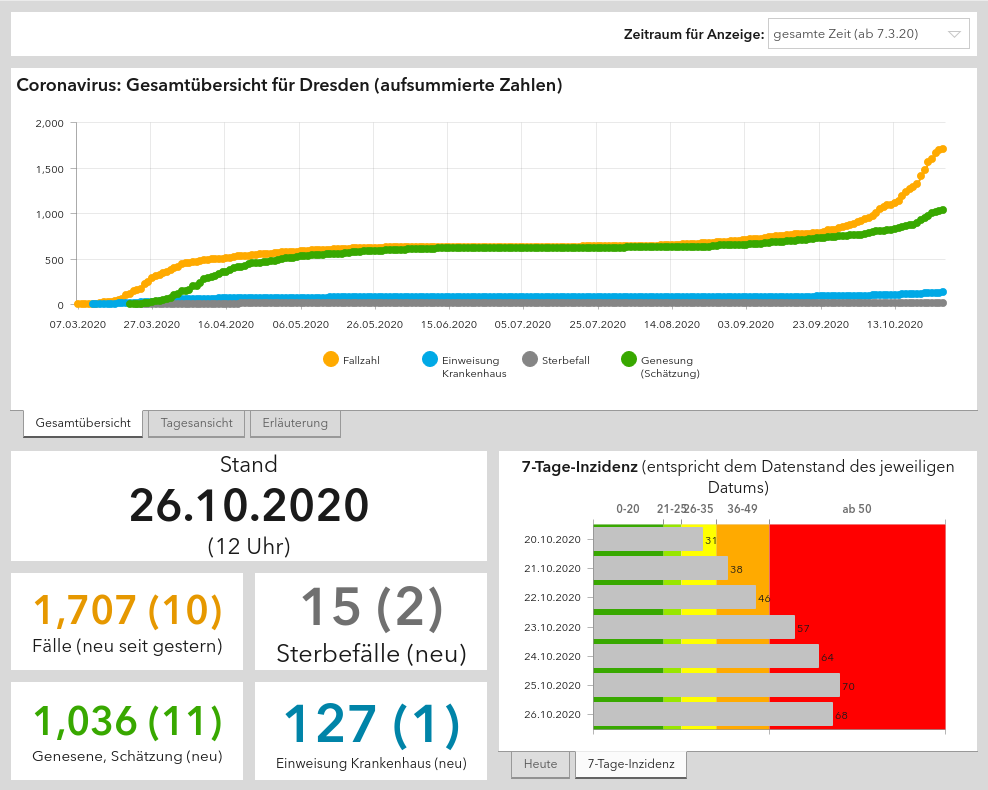 Zeitraum für Anzeige: gesamte Zeit (ab 7.3.20)
Coronavirus: Gesamtübersicht für Dresden (aufsummierte Zahlen)
2,000
1,500
1,000
500
0
07.03.2020 27.03.2020 16.04.2020 06.05.2020 26.05.2020 15.06.2020 05.07.2020 25.07.2020 14.08.2020 03.09.2020 23.09.2020 13.10.2020
Fallzahl Einweisung Sterbefall Genesung
Krankenhaus (Schätzung)
Gesamtübersicht Tagesansicht Erläuterung
Stand
26.10.2020
(12 Uhr)
1,707 (10)
Fälle (neu seit gestern)
15 (2)
Sterbefälle (neu)
1,036 (11)
Genesene, Schätzung (neu)
127 (1)
Einweisung Krankenhaus (neu)
7-Tage-Inzidenz (entspricht dem Datenstand des jeweiligen
Datums)
0-20 21-25 26-35 36-49 ab 50
20.10.2020 31
21.10.2020 38
22.10.2020 46
23.10.2020 57
24.10.2020 64
25.10.2020 70
26.10.2020 68
Heute 7-Tage-Inzidenz